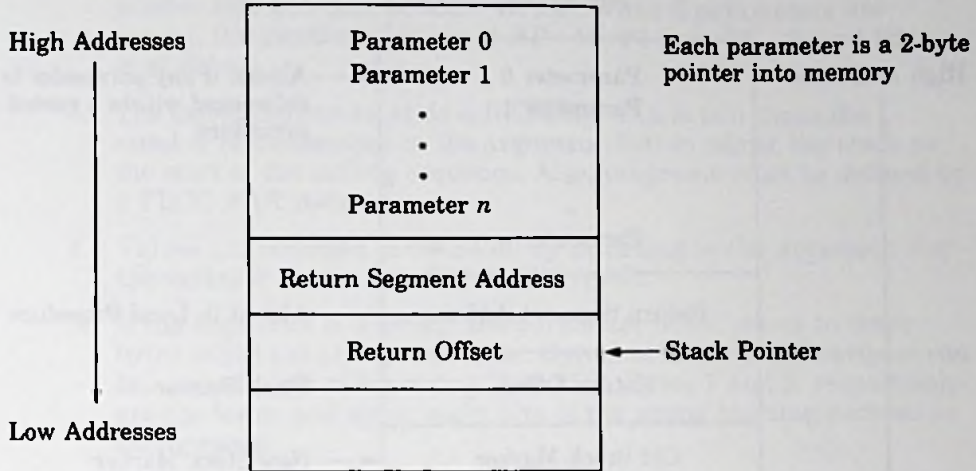 High Addresses
Parameter 0
Parameter 1
Each parameter is a 2-byte
pointer into memory
Parameter n
Return Segment Address
Return Offset
Stack Pointer
Low Addresses